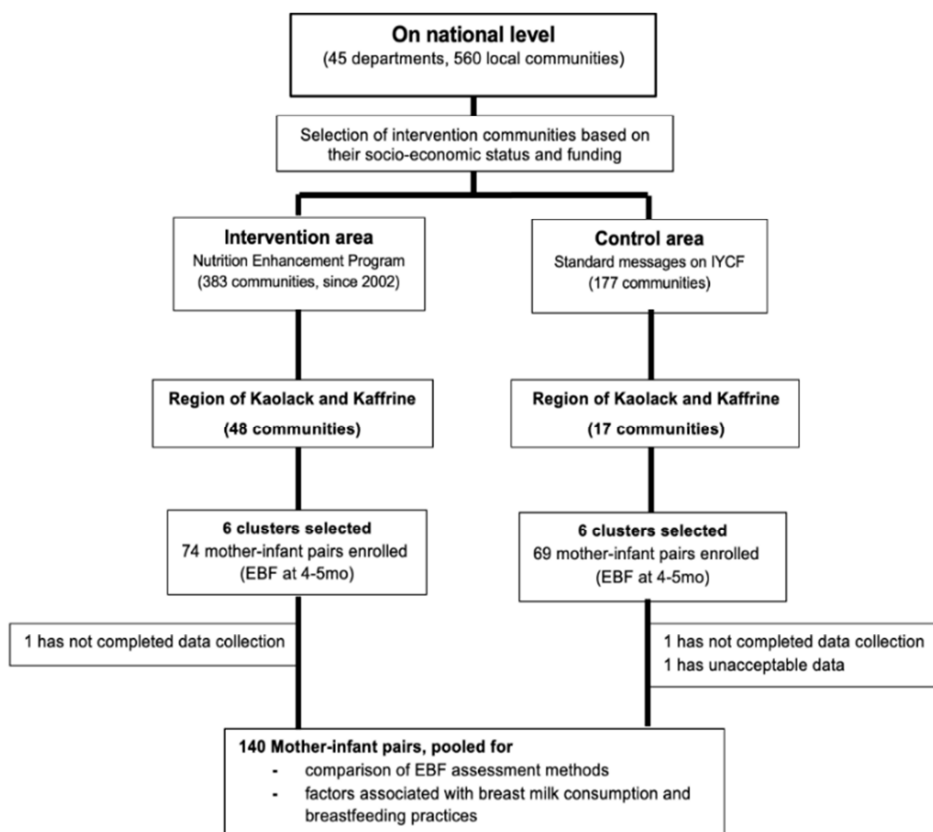 On national level
(45 departments, 560 local communities)
Selection of intervention communities based on
their socio-economic status and funding
Intervention area
Nutrition Enhancement Program
(383 communities, since 2002)
Control area
Standard messages on IYCF
(177 communities)
Region of Kaolack and Kaffrine
(48 communities)
Region of Kaolack and Kaffrine
(17 communities)
6 clusters selected
74 mother-infant pairs enrolled
(EBF at 4-5mo)
6 clusters selected
69 mother-infant pairs enrolled
(EBF at 4-5mo)
1 has not completed data collection
1 has not completed data collection
1 has unacceptable data
140 Mother-infant pairs, pooled for
- comparison of EBF assessment methods
- factors associated with breast milk consumption and
breastfeeding practices